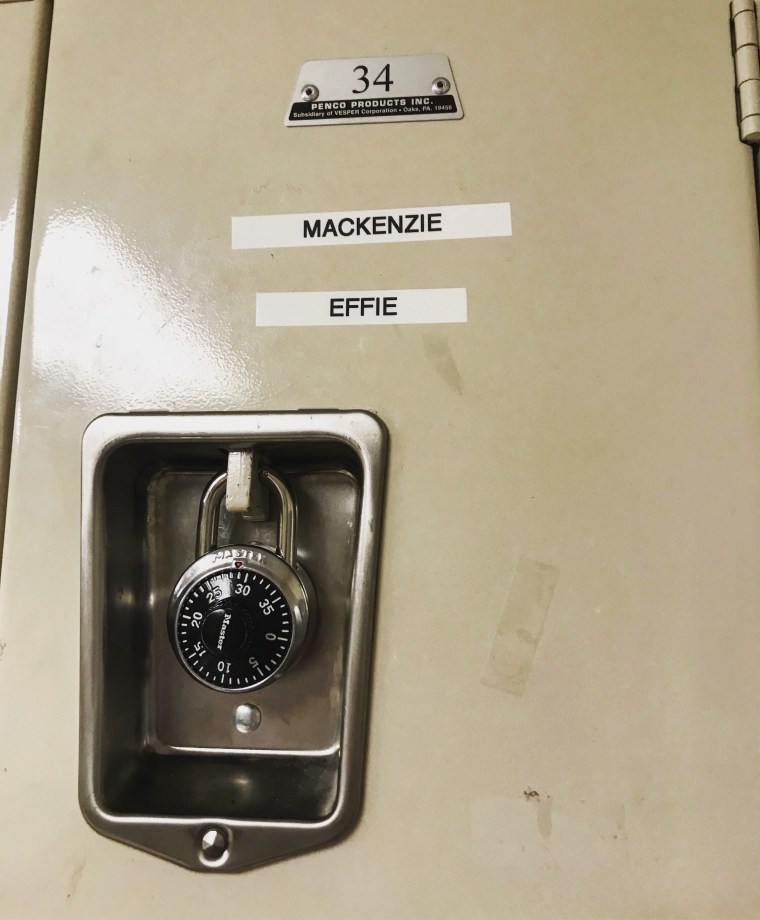 34
PENCO PRODUCTS INC.
Subsidiary of VESPER Corporation • Oaks, PA. 19456
MACKENZIE
EFFIE
MASTER
25 30 35 0 5 10 15 20
Master